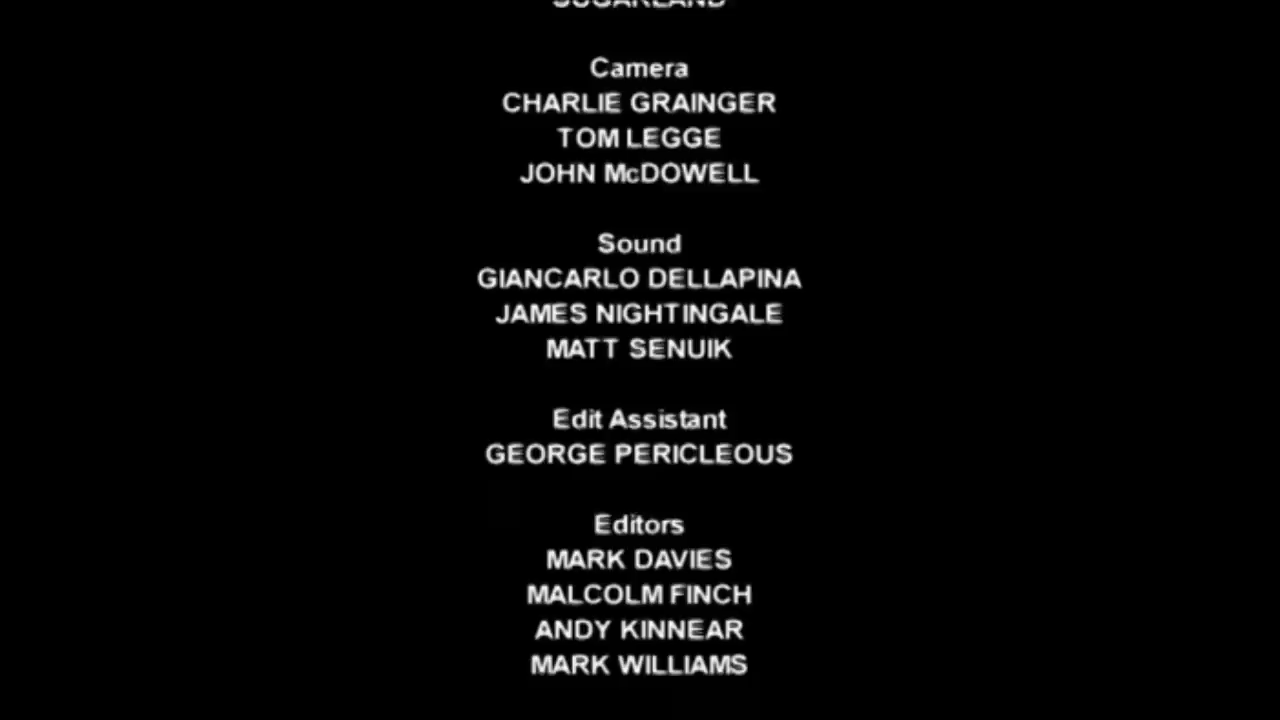 SUGARLAND
Camera
CHARLIE GRAINGER
TOM LEGGE
JOHN McDOWELL
Sound
GIANCARLO DELLAPINA
JAMES NIGHTINGALE
MATT SENUIK
Edit Assistant
GEORGE PERICLEOUS
Editors
MARK DAVIES
MALCOLM FINCH
ANDY KINNEAR
MARK WILLIAMS